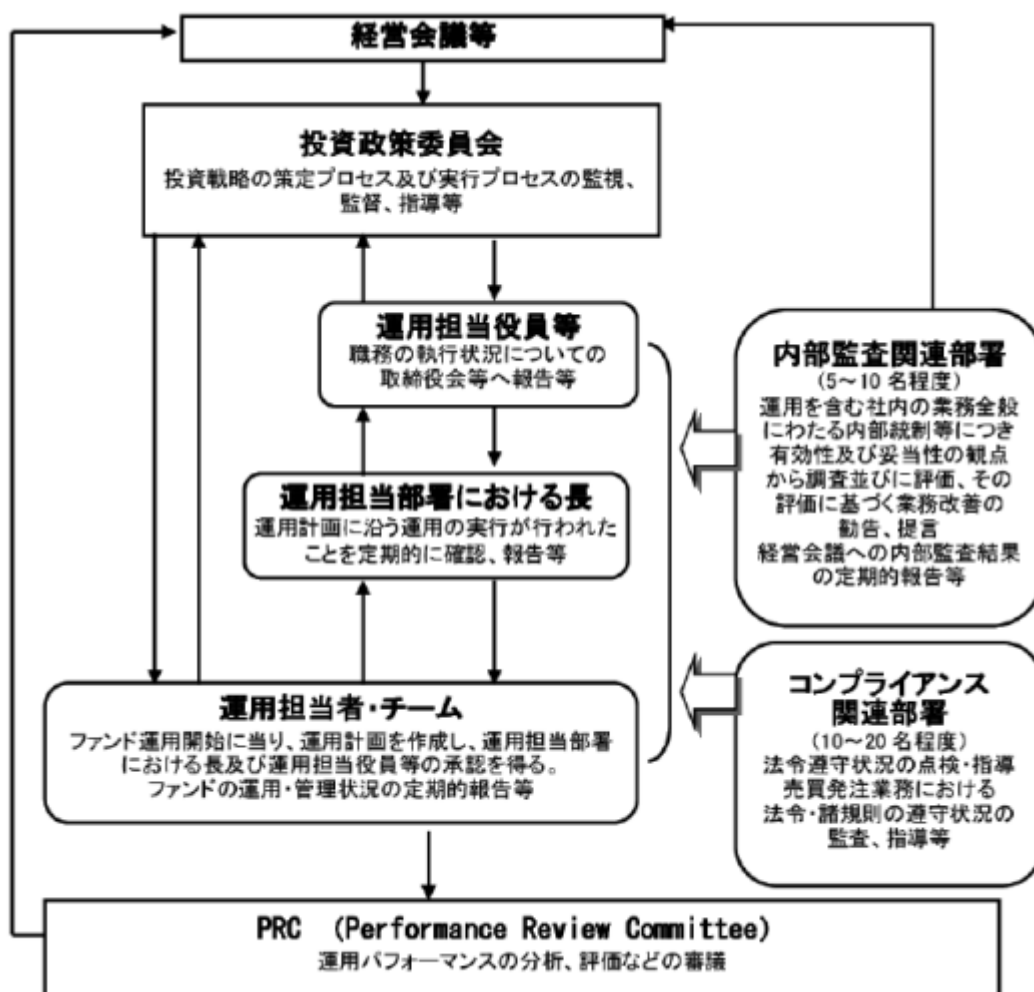 経営会議等
投資政策委員会
投資戦略の策定プロセス及び実行プロセスの監視、
監督、指導等
運用担当役員等
職務の執行状況についての
取締役会等へ報告等
運用担当部署における長
運用計画に沿う運用の実行が行われた
ことを定期的に確認、報告等
運用担当者・チーム
ファンド運用開始に当り、運用計画を作成し、運用担当部署
における長及び運用担当役員等の承認を得る。
ファンドの運用・管理状況の定期的報告等
内部監査関連部署
(5～10 名程度)
運用を含む社内の業務全般
にわたる内部統制等につき
有効性及び妥当性の観点
から調査並びに評価、その
評価に基づく業務改善の
勧告、提言
経営会議への内部監査結果
の定期的報告等
コンプライアンス
関連部署
(10～20 名程度)
法令遵守状況の点検・指導
売買発注業務における
法令・諸規則の遵守状況の
監査、指導等
PRC (Performance Review Committee)
運用パフォーマンスの分析、評価などの審議